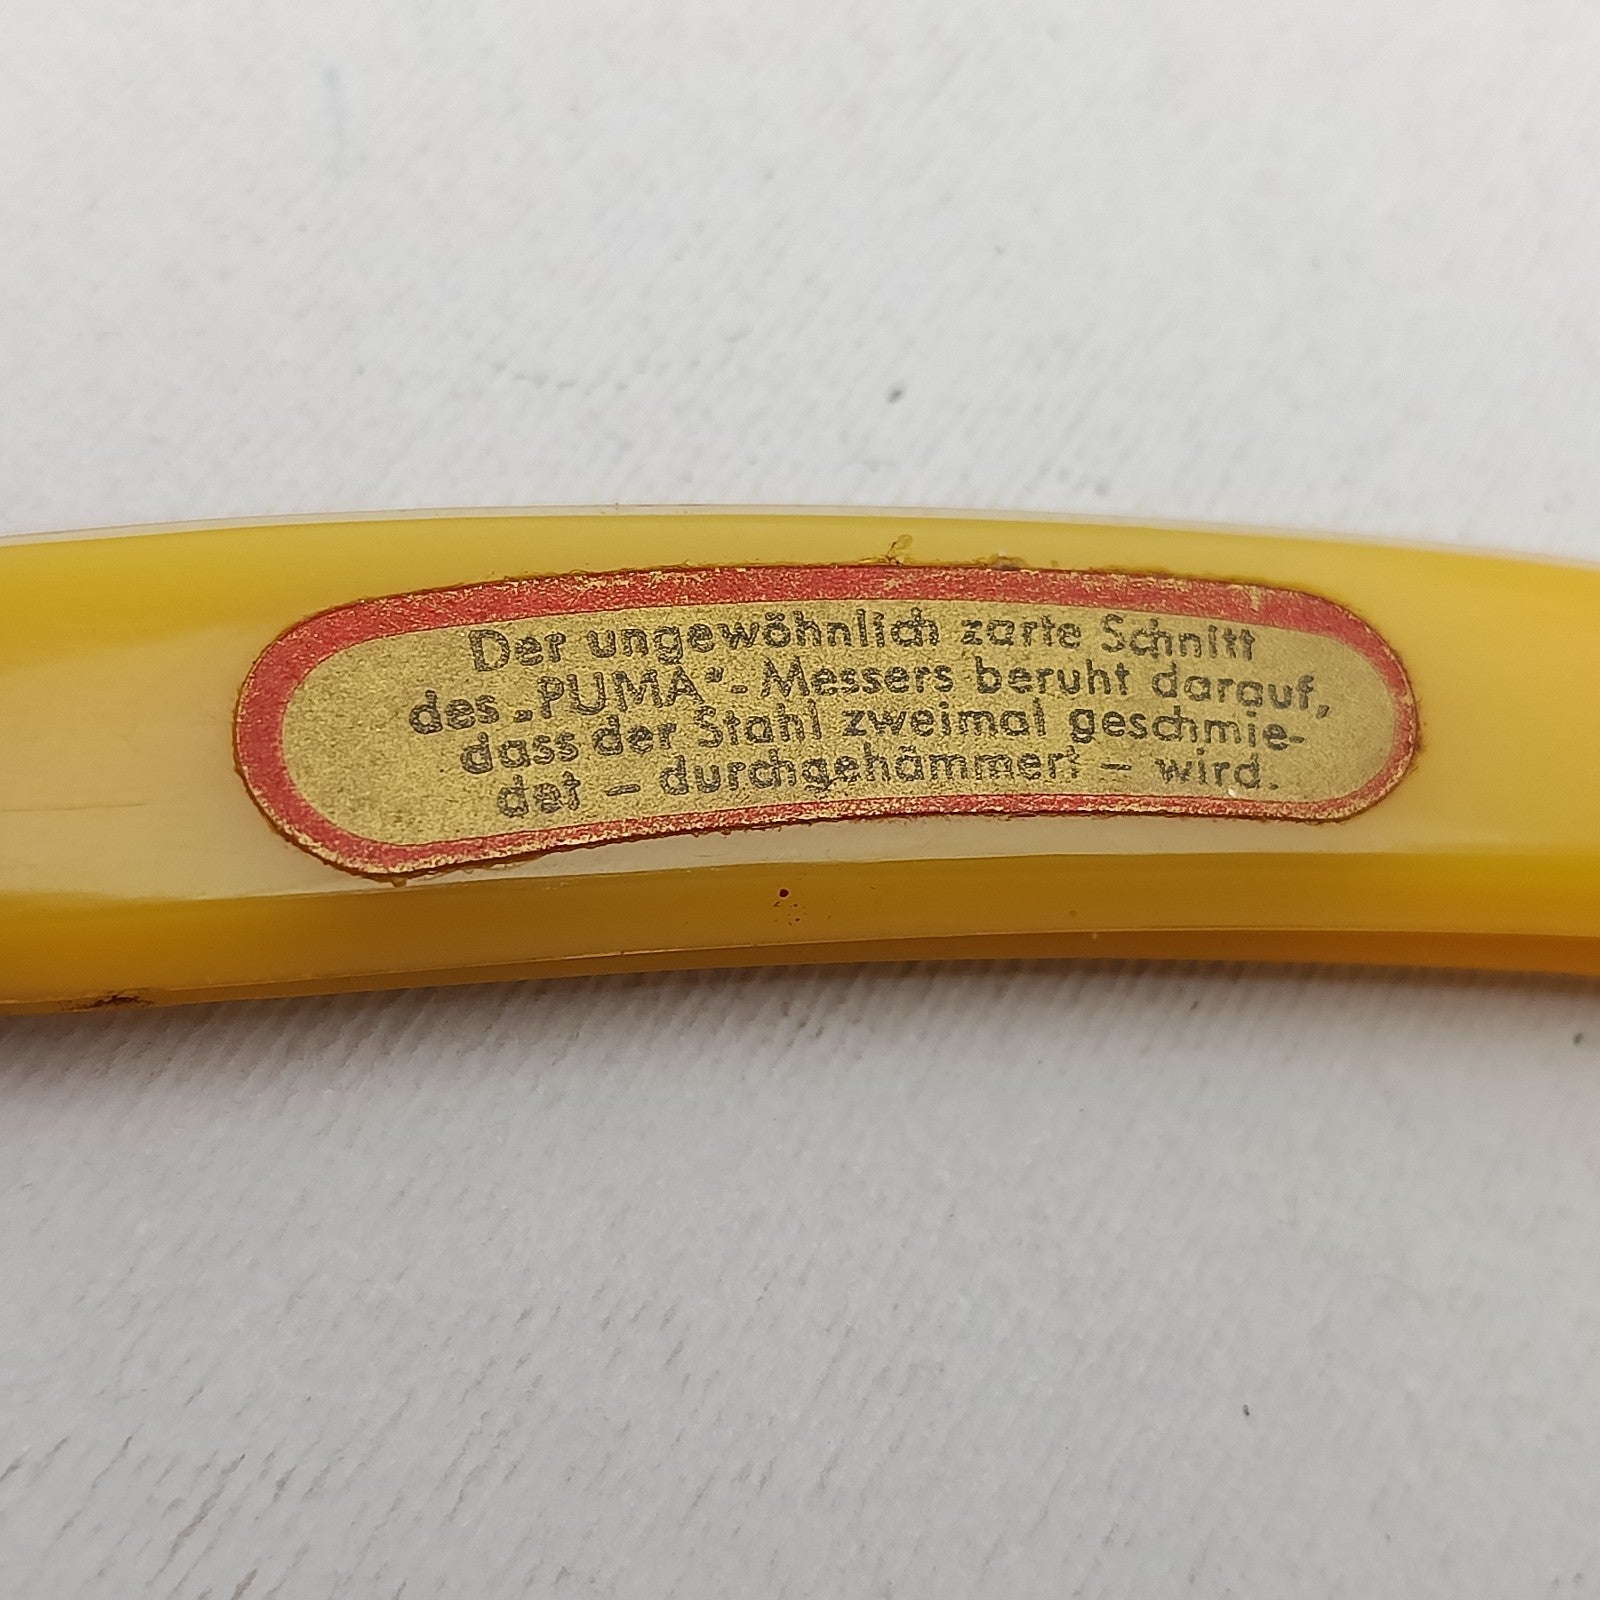 Der ungewöhnlich zarte Schnitt
des „PUMA"-Messers beruht darauf,
dass der Stahl zweimal geschmie-
det - durchgehämmert - wird.